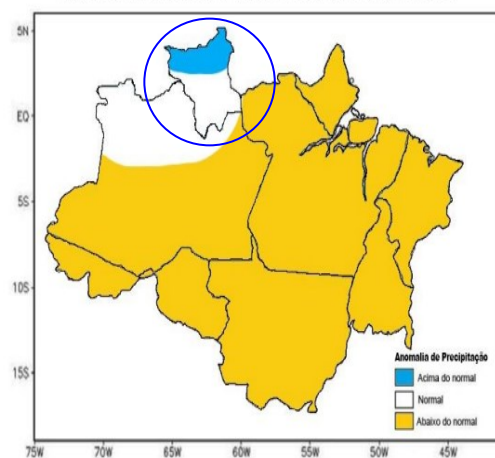 5N
EQ
5S
10S
15S
75W 70W 65W 60W 55W 50W 45W
Anomalia de Precipitação
Acima do normal
Normal
Abaixo do normal